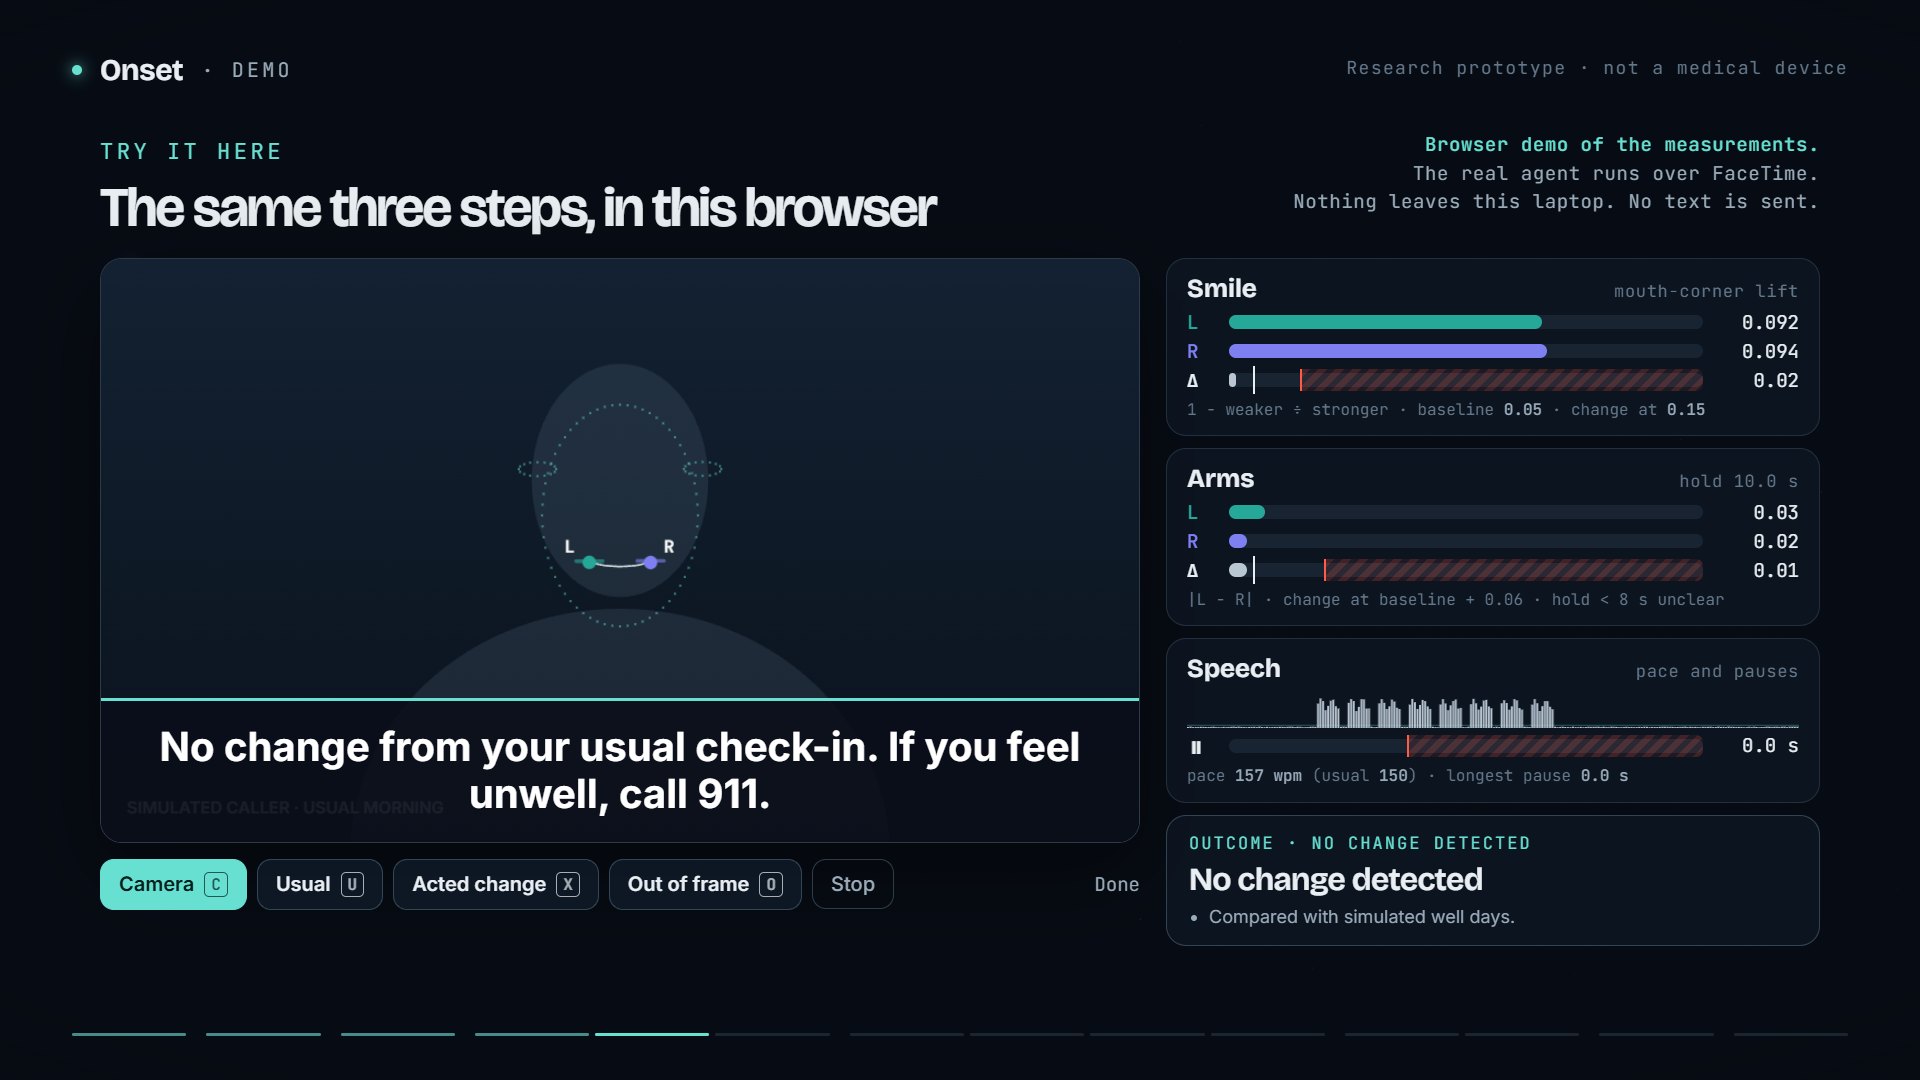 Onset · DEMO
Research prototype · not a medical device
TRY IT HERE
The same three steps, in this browser
Browser demo of the measurements.
The real agent runs over FaceTime.
Nothing leaves this laptop. No text is sent.
L R
No change from your usual check-in. If you feel
unwell, call 911.
SIMULATED CALLER · USUAL MORNING
Camera C
Usual U
Acted change X
Out of frame O
Stop
Done
Smile mouth-corner lift
L 0.092
R 0.094
Δ 0.02
1 - weaker ÷ stronger · baseline 0.05 · change at 0.15
Arms hold 10.0 s
L 0.03
R 0.02
Δ 0.01
|L - R| · change at baseline + 0.06 · hold < 8 s unclear
Speech pace and pauses
0.0 s
pace 157 wpm (usual 150) · longest pause 0.0 s
OUTCOME · NO CHANGE DETECTED
No change detected
• Compared with simulated well days.